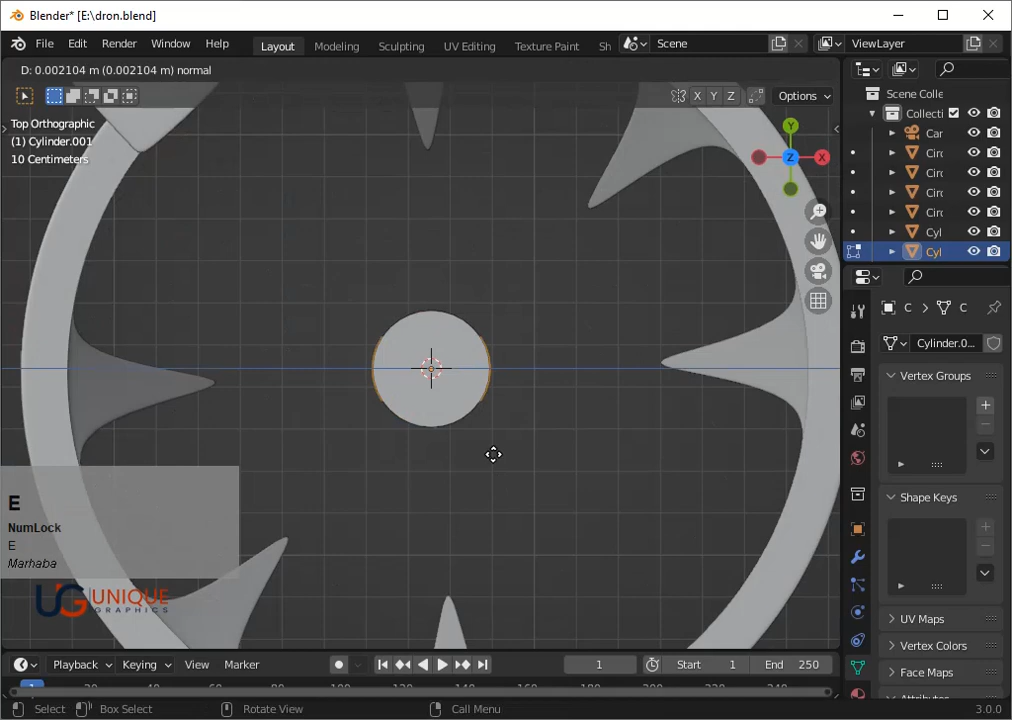 Blender* [E:\dron.blend]
File Edit Render Window Help Layout Modeling Sculpting UV Editing Texture Paint Sh Scene ViewLayer
D: 0.002104 m (0.002104 m) normal
X Y Z Options
Top Orthographic
(1) Cylinder.001
10 Centimeters
Y
Z X
Scene Colle
Collecti
Car
Circ
Circ
Circ
Circ
Cyl
Cyl
C C
Cylinder.0...
Vertex Groups
Shape Keys
UV Maps
Vertex Colors
Face Maps
E
NumLock
E
Marhaba
UG UNIQUE
GRAPHICS
Playback Keying View Marker 1 Start 1 End 250
1
Select Box Select Rotate View Call Menu 3.0.0